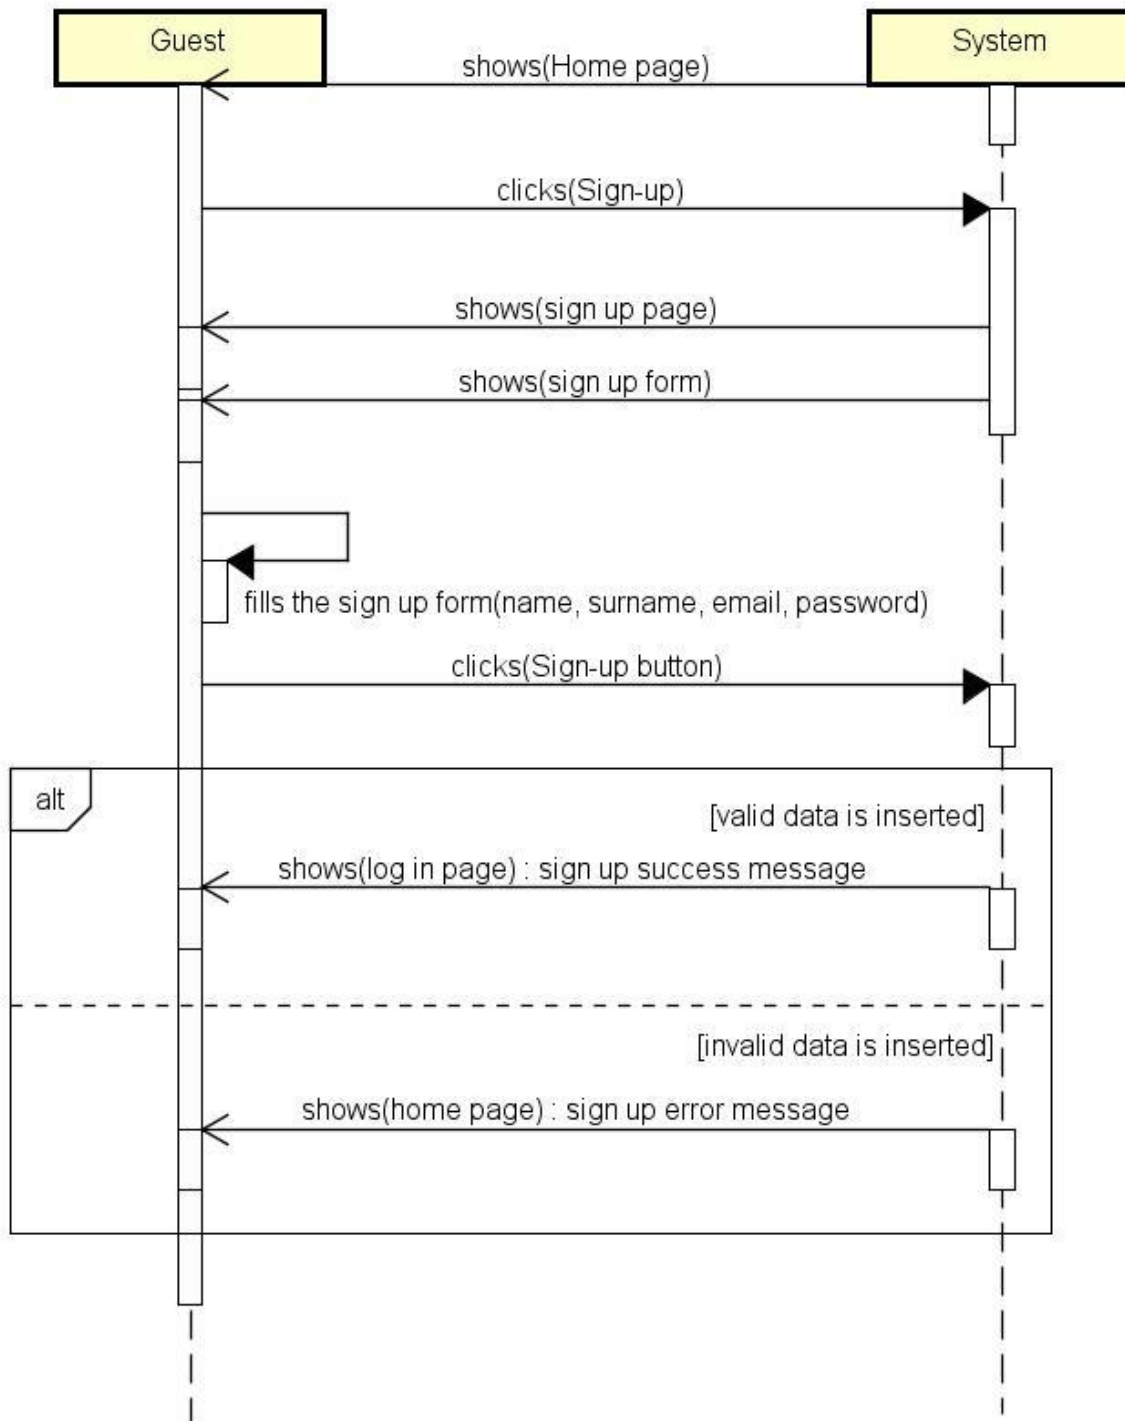 Guest
System
shows(Home page)
clicks(Sign-up)
shows(sign up page)
shows(sign up form)
fills the sign up form(name, surname, email, password)
clicks(Sign-up button)
alt
[valid data is inserted]
shows(log in page) : sign up success message
[invalid data is inserted]
shows(home page) : sign up error message